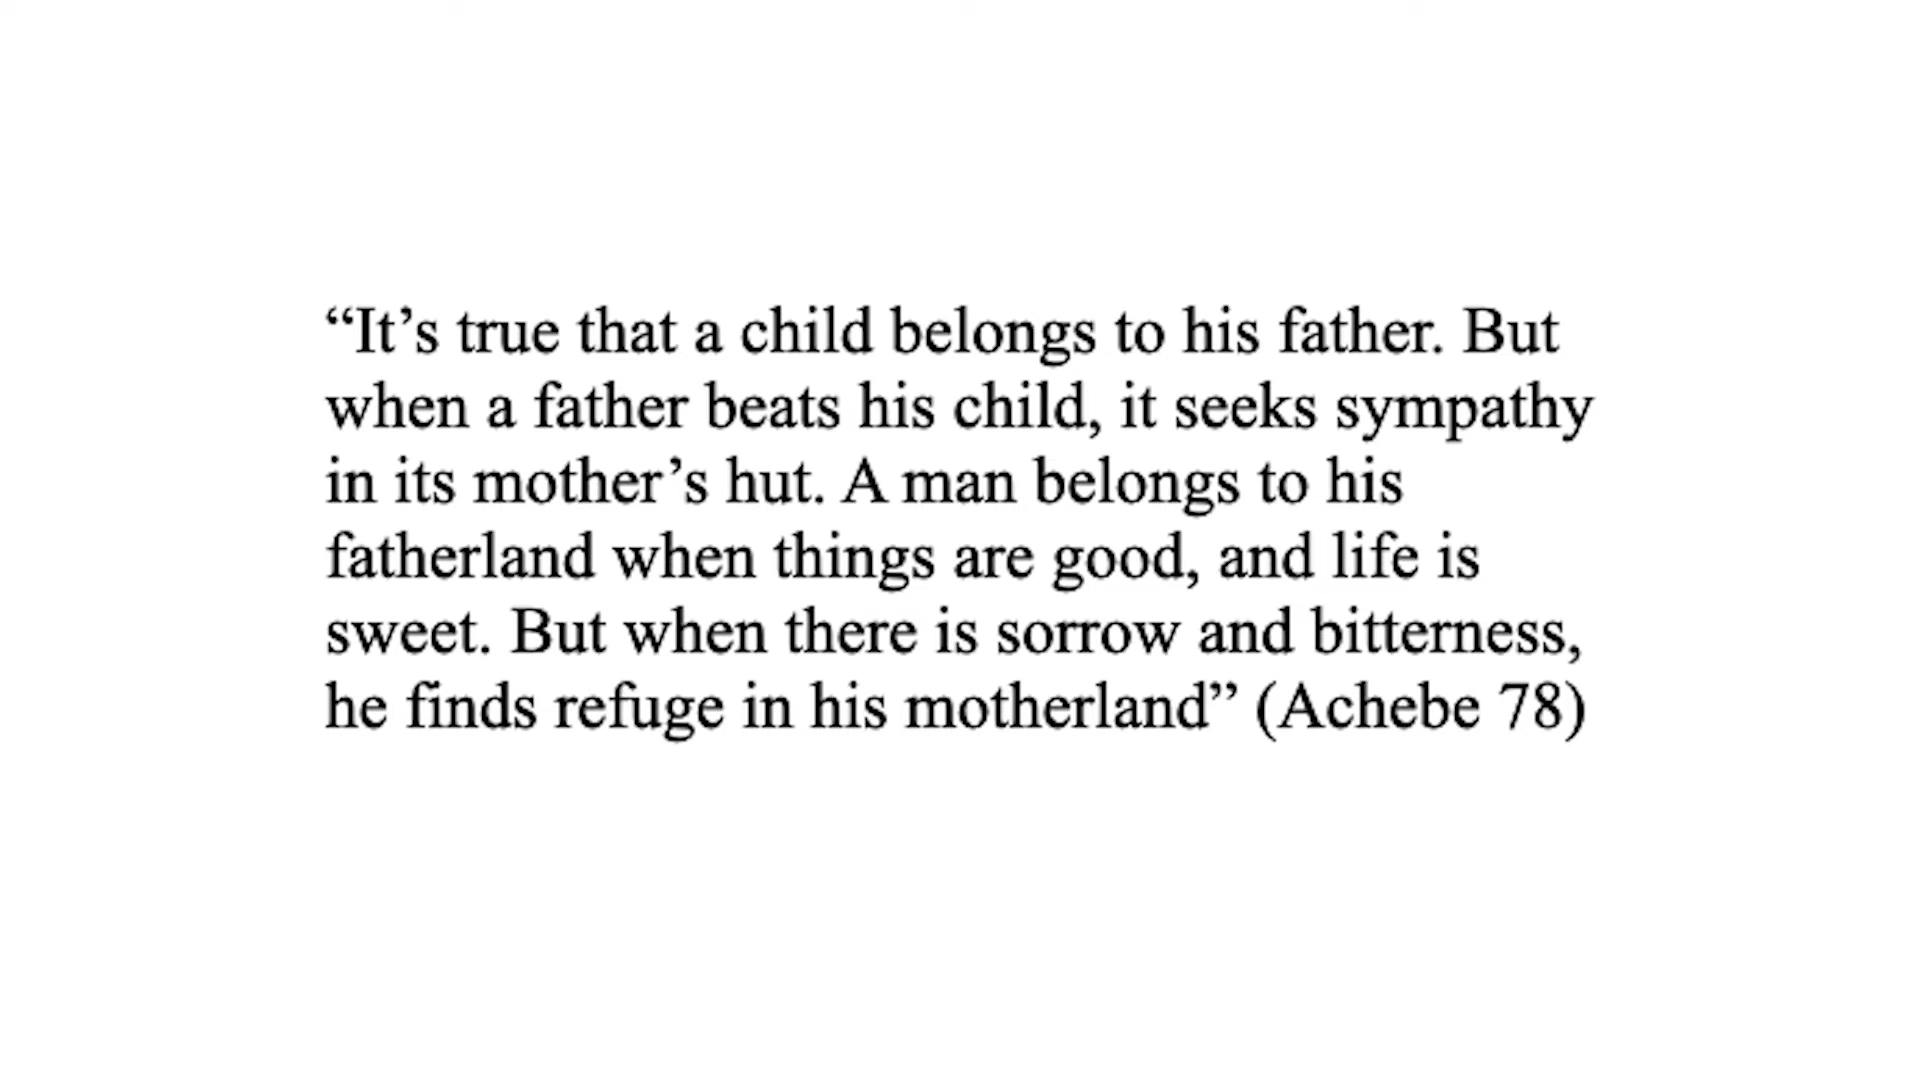 “It’s true that a child belongs to his father. But
when a father beats his child, it seeks sympathy
in its mother’s hut. A man belongs to his
fatherland when things are good, and life is
sweet. But when there is sorrow and bitterness,
he finds refuge in his motherland” (Achebe 78)